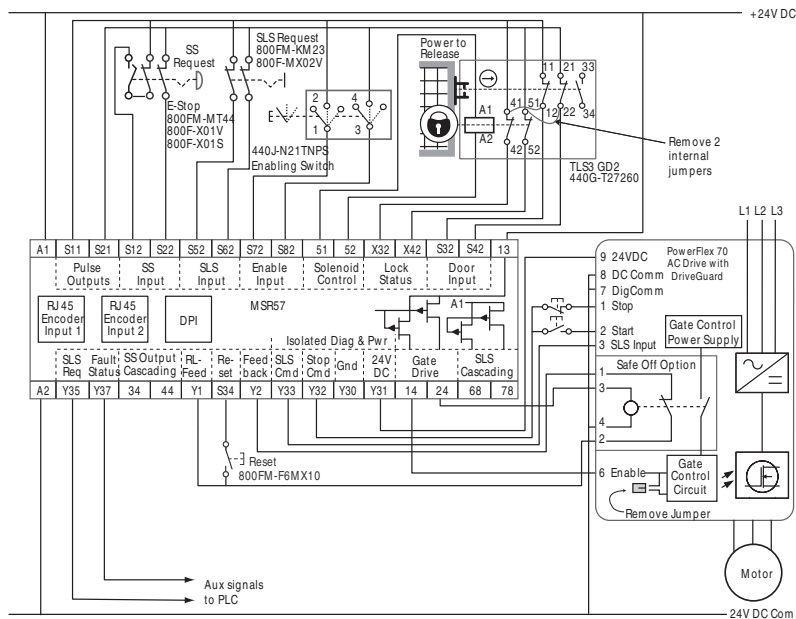 +24V DC
SS
Request
SLS Request
800FM-KM23
800F-MX02V
Power to
Release
11 21 33
E-Stop
800FM-MT44
800F-X01V
800F-X01S
2 4
1 3
A1
A2
41 51
12 22 34
42 52
440J-N21TNPS
Enabling Switch
TLS3 GD2
440G-T27260
Remove 2
internal
jumpers
L1 L2 L3
A1 S11 S21 S12 S22 S52 S62 S72 S82 51 52 X32 X42 S32 S42 13
Pulse
Outputs
SS
Input
SLS
Input
Enable
Input
Solenoid
Control
Lock
Status
Door
Input
RJ45
Encoder
Input 1
RJ45
Encoder
Input 2
DPI
MSR57
A1
Isolated Diag & Pwr
SLS
Req
Fault
Status
SS Output
Cascading
RL-
Feed
Re-
set
Feed
back
SLS
Cmd
Stop
Cmd
Gnd
24V
DC
Gate
Drive
SLS
Cascading
A2 Y35 Y37 34 44 Y1 S34 Y2 Y33 Y32 Y30 Y31 14 24 68 78
9 24VDC
8 DC Comm
7 DigComm
1 Stop
2 Start
3 SLS Input
PowerFlex 70
AC Drive with
DriveGuard
Gate Control
Power Supply
Safe Off Option
1
3
4
2
6 Enable
Gate
Control
Circuit
Remove Jumper
Reset
800FM-F6MX10
Motor
Aux signals
to PLC
24V DC Com